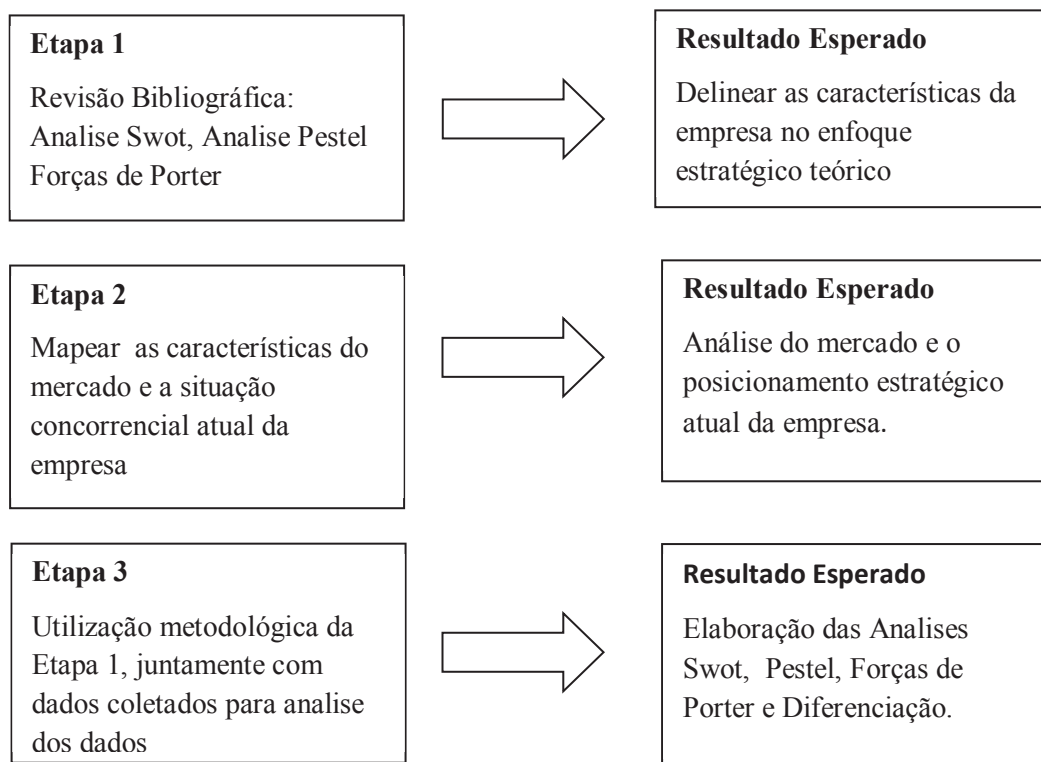 Etapa 1
Revisão Bibliográfica:
Analise Swot, Analise Pestel
Forças de Porter
Resultado Esperado
Delinear as características da
empresa no enfoque
estratégico teórico
Etapa 2
Mapear as características do
mercado e a situação
concorrencial atual da
empresa
Resultado Esperado
Análise do mercado e o
posicionamento estratégico
atual da empresa.
Etapa 3
Utilização metodológica da
Etapa 1, juntamente com
dados coletados para analise
dos dados
Resultado Esperado
Elaboração das Analises
Swot, Pestel, Forças de
Porter e Diferenciação.